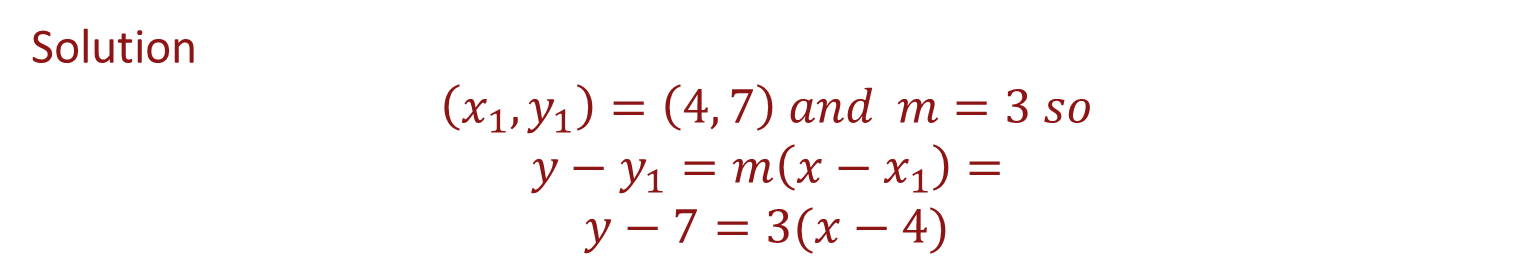 Solution
(x₁, y₁) = (4, 7) and m = 3 so
y − y₁ = m(x − x₁) =
y − 7 = 3(x − 4)